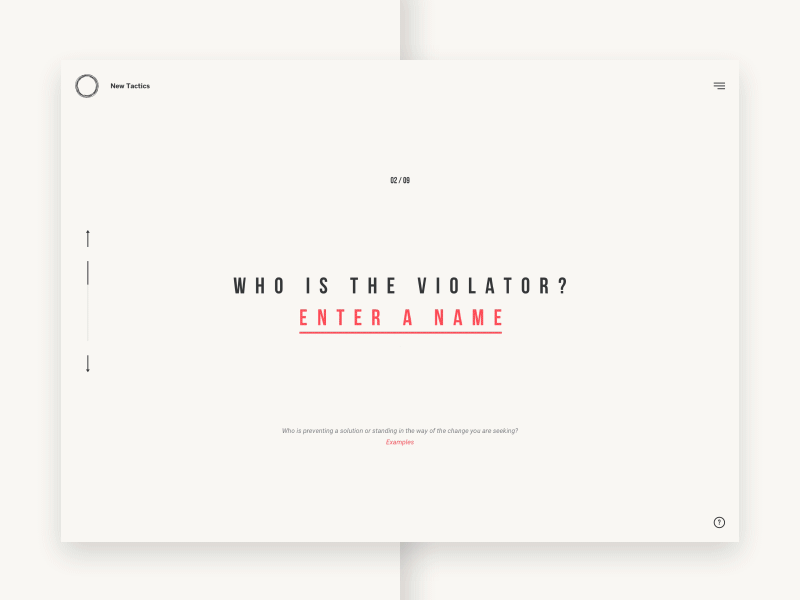 New Tactics
02 / 09
WHO IS THE VIOLATOR?
ENTER A NAME
Who is preventing a solution or standing in the way of the change you are seeking?
Examples
?